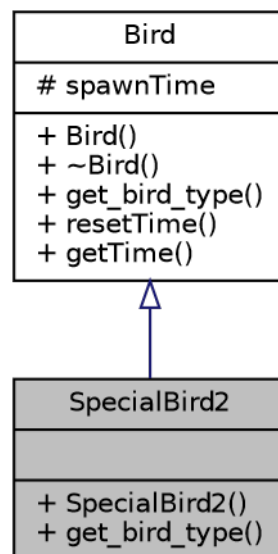 Bird
# spawnTime
+ Bird()
+ ~Bird()
+ get_bird_type()
+ resetTime()
+ getTime()
SpecialBird2
+ SpecialBird2()
+ get_bird_type()